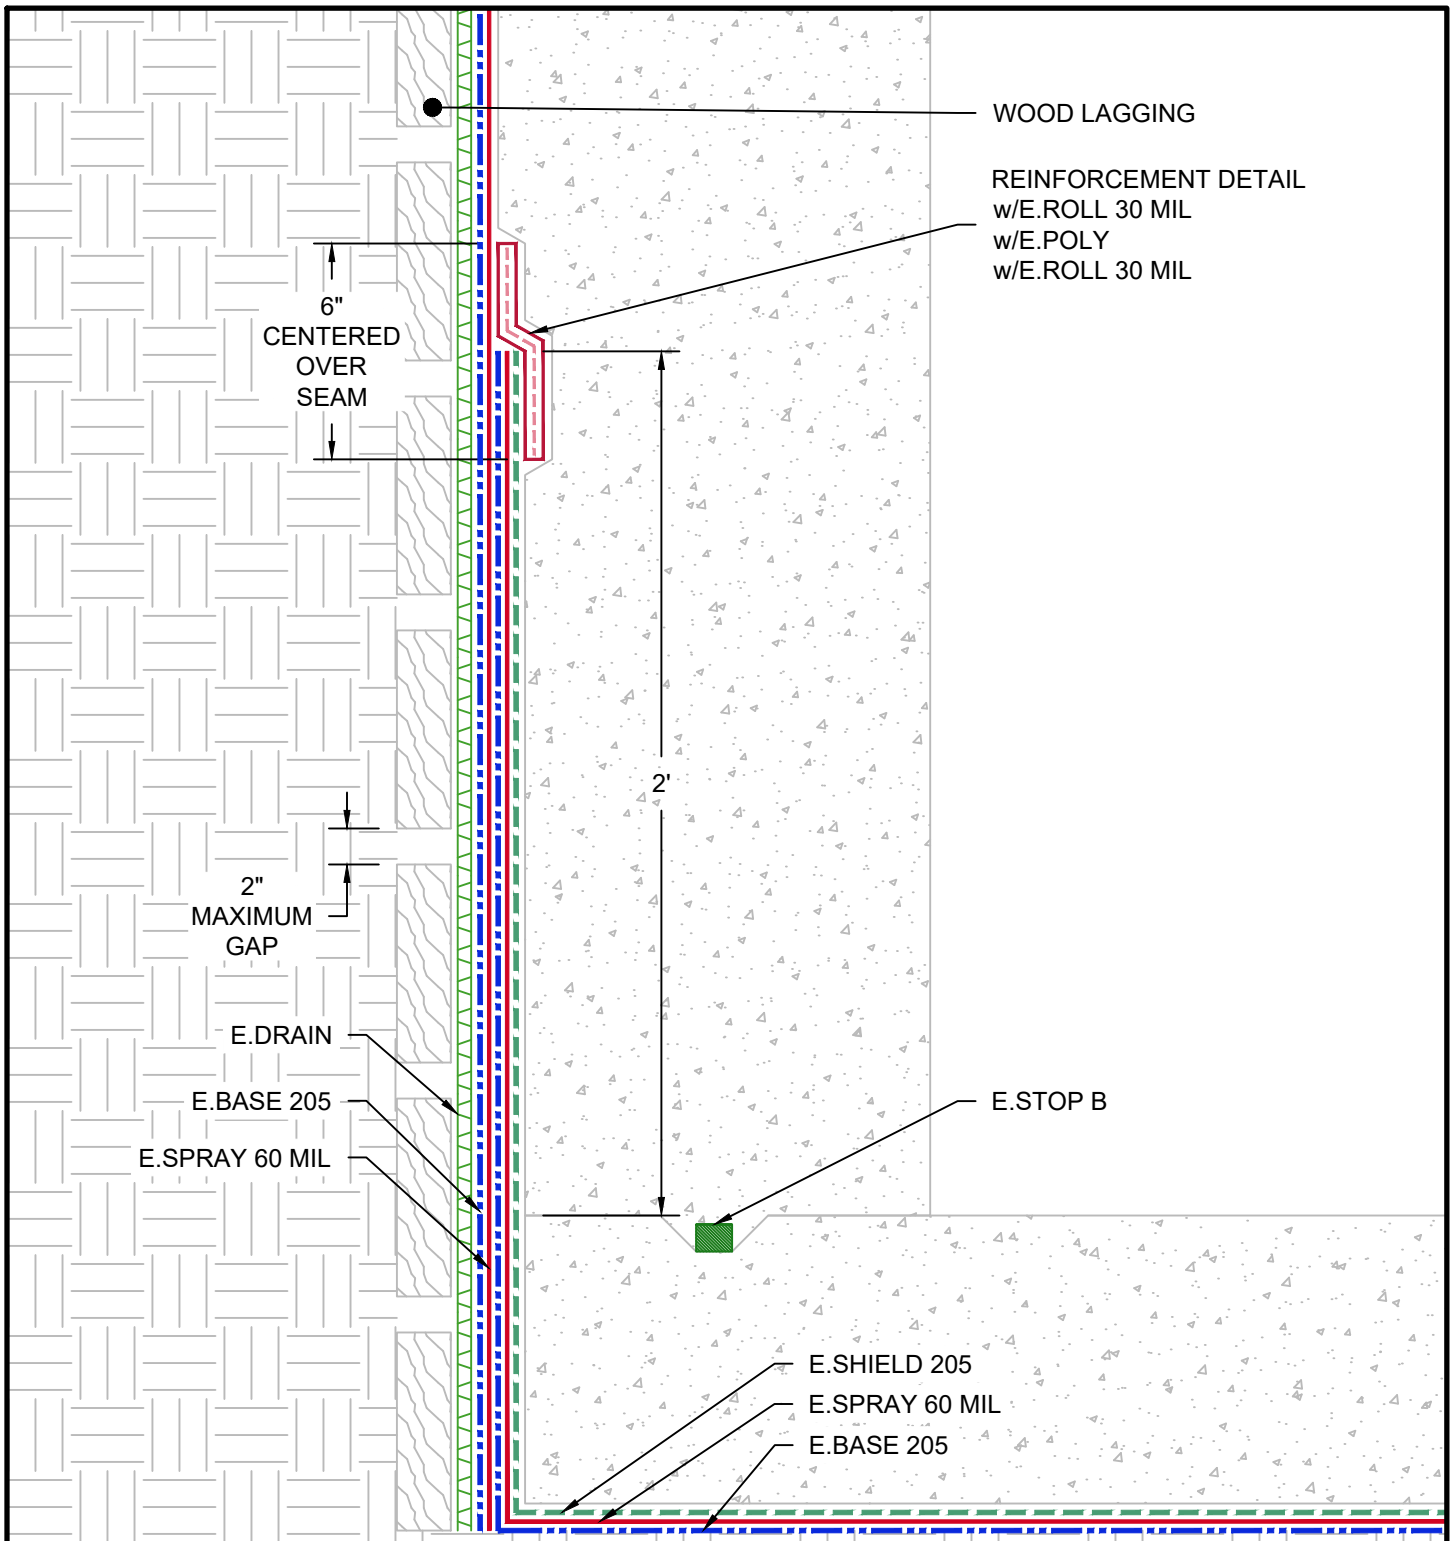 WOOD LAGGING
REINFORCEMENT DETAIL
w/E.ROLL 30 MIL
w/E.POLY
w/E.ROLL 30 MIL
6"
CENTERED
OVER
SEAM
2'
2"
MAXIMUM
GAP
E.DRAIN
E.BASE 205
E.SPRAY 60 MIL
E.STOP B
E.SHIELD 205
E.SPRAY 60 MIL
E.BASE 205